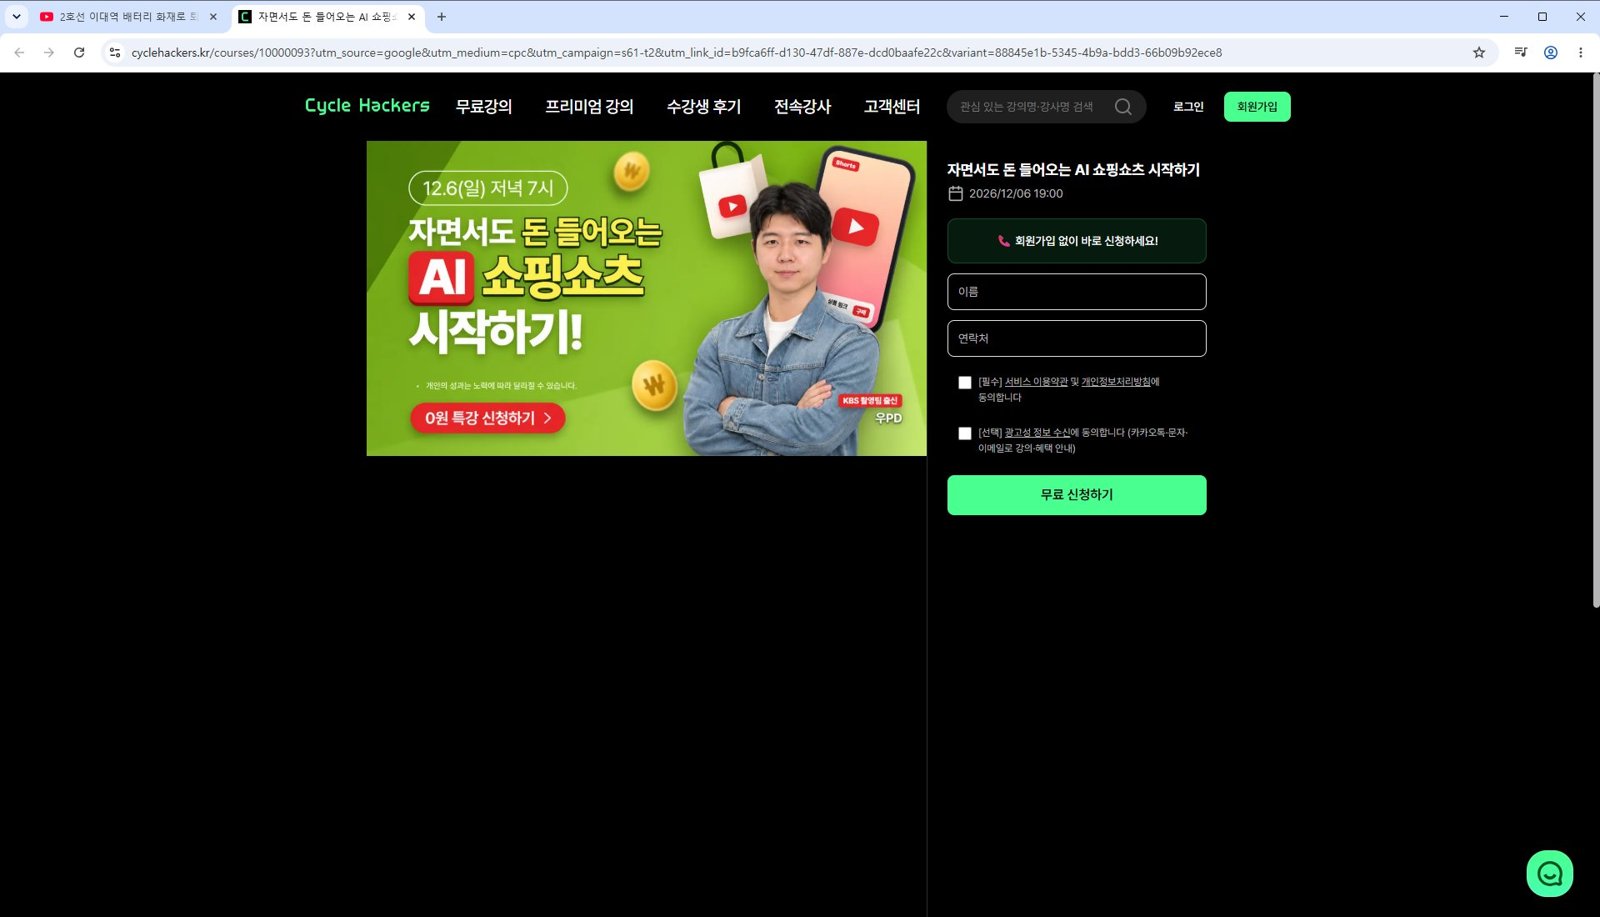 2호선 이대역 배터리 화재로 퇴
자면서도 돈 들어오는 AI 쇼핑쇼
cyclehackers.kr/courses/10000093?utm_source=google&utm_medium=cpc&utm_campaign=s61-t2&utm_link_id=b9fca6ff-d130-47df-887e-dcd0baafe22c&variant=88845e1b-5345-4b9a-bdd3-66b09b92ece8
Cycle Hackers
무료강의
프리미엄 강의
수강생 후기
전속강사
고객센터
관심 있는 강의명·강사명 검색
로그인
회원가입
12.6(일) 저녁 7시
자면서도 돈 들어오는
AI 쇼핑쇼츠
시작하기!
• 개인의 성과는 노력에 따라 달라질 수 있습니다.
0원 특강 신청하기 >
Shorts
상품 링크
구매
KBS 촬영팀 출신
우PD
자면서도 돈 들어오는 AI 쇼핑쇼츠 시작하기
2026/12/06 19:00
📞 회원가입 없이 바로 신청하세요!
이름
연락처
[필수] 서비스 이용약관 및 개인정보처리방침에
동의합니다
[선택] 광고성 정보 수신에 동의합니다 (카카오톡·문자·
이메일로 강의·혜택 안내)
무료 신청하기